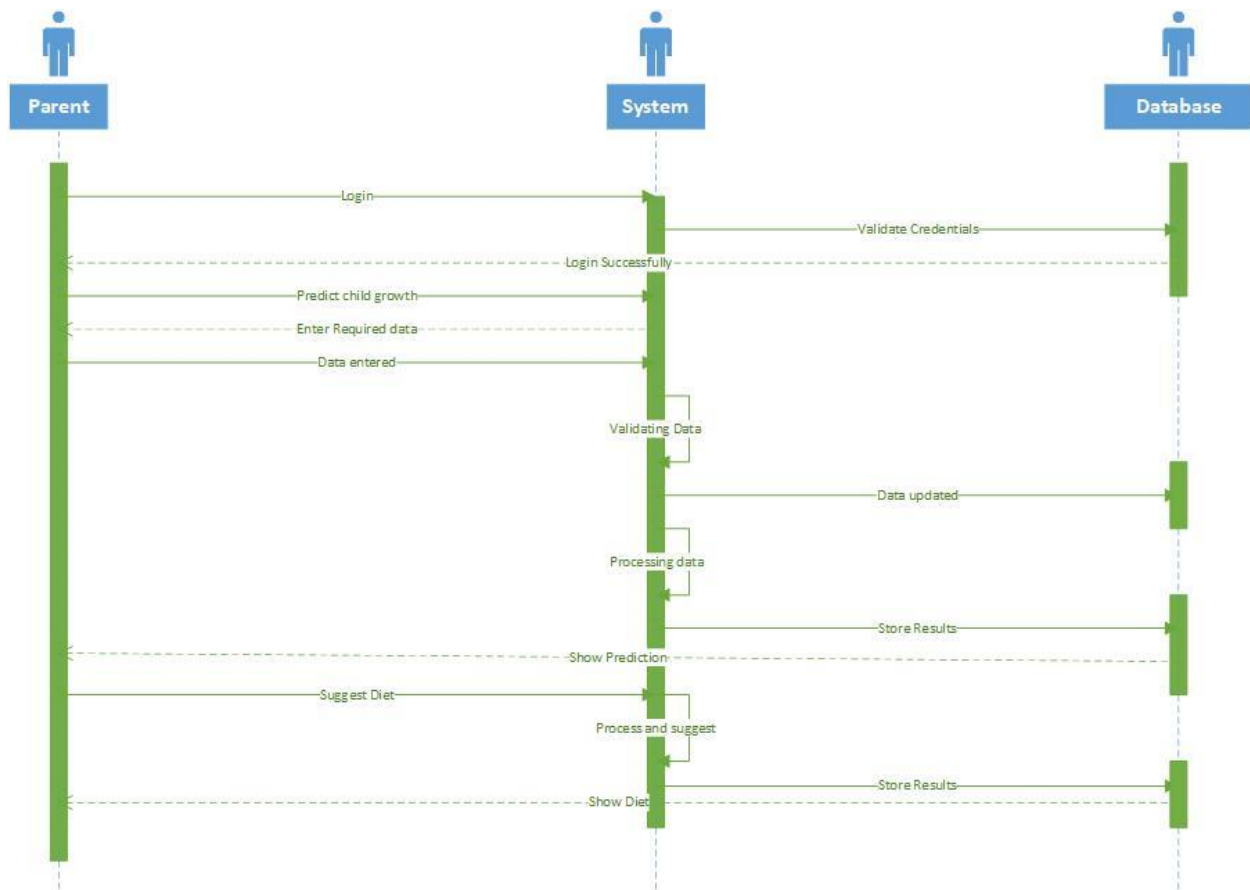 Parent
System
Database
Login
Validate Credentials
Login Successfully
Predict child growth
Enter Required data
Data entered
Validating Data
Data updated
Processing data
Store Results
Show Prediction
Suggest Diet
Process and suggest
Store Results
Show Diet